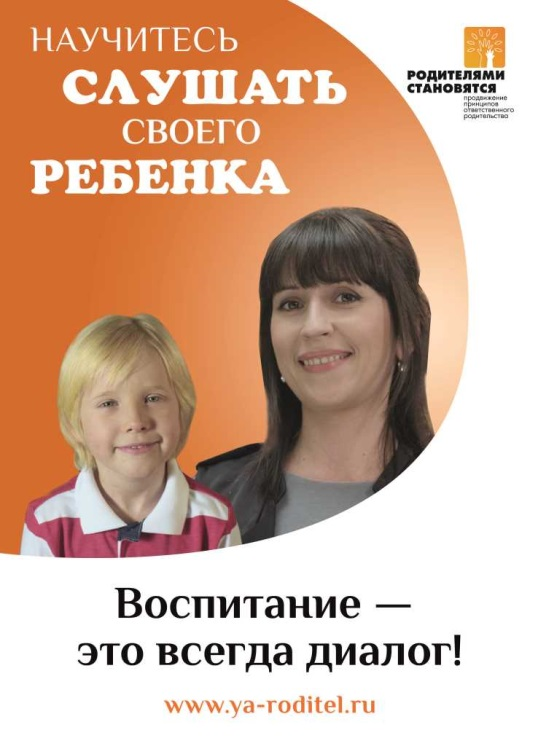 НАУЧИТЕСЬ
СЛУШАТЬ
СВОЕГО
РЕБЕНКА
РОДИТЕЛЯМИ
СТАНОВЯТСЯ
продвижение
принципов
ответственного
родительства
Воспитание —
это всегда диалог!
www.ya-roditel.ru